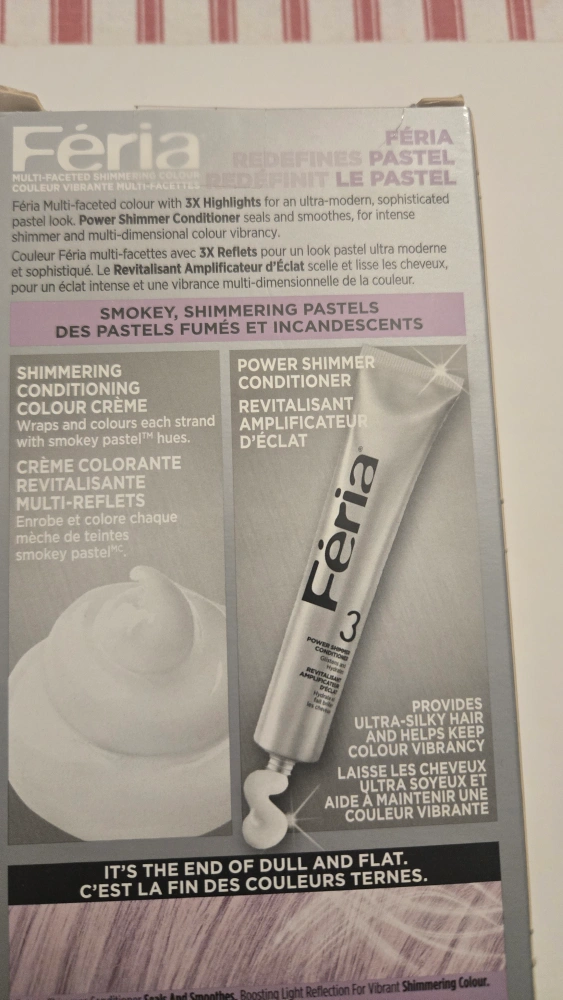 Féria
MULTI-FACETED SHIMMERING COLOUR
COULEUR VIBRANTE MULTI-FACETTES
FÉRIA
REDEFINES PASTEL
REDÉFINIT LE PASTEL
Féria Multi-faceted colour with 3X Highlights for an ultra-modern, sophisticated
pastel look. Power Shimmer Conditioner seals and smoothes, for intense
shimmer and multi-dimensional colour vibrancy.
Couleur Féria multi-facettes avec 3X Reflets pour un look pastel ultra moderne
et sophistiqué. Le Revitalisant Amplificateur d'Éclat scelle et lisse les cheveux,
pour un éclat intense et une vibrance multi-dimensionnelle de la couleur.
SMOKEY, SHIMMERING PASTELS
DES PASTELS FUMÉS ET INCANDESCENTS
SHIMMERING
CONDITIONING
COLOUR CRÈME
Wraps and colours each strand
with smokey pastel™ hues.
CRÈME COLORANTE
REVITALISANTE
MULTI-REFLETS
Enrobe et colore chaque
mèche de teintes
smokey pastelᴹᶜ.
POWER SHIMMER
CONDITIONER
REVITALISANT
AMPLIFICATEUR
D'ÉCLAT
Féria
3
POWER SHIMMER
CONDITIONER
REVITALISANT
AMPLIFICATEUR
D'ÉCLAT
PROVIDES
ULTRA-SILKY HAIR
AND HELPS KEEP
COLOUR VIBRANCY
LAISSE LES CHEVEUX
ULTRA SOYEUX ET
AIDE À MAINTENIR UNE
COULEUR VIBRANTE
IT'S THE END OF DULL AND FLAT.
C'EST LA FIN DES COULEURS TERNES.
Seals And Smoothes, Boosting Light Reflection For Vibrant Shimmering Colour.